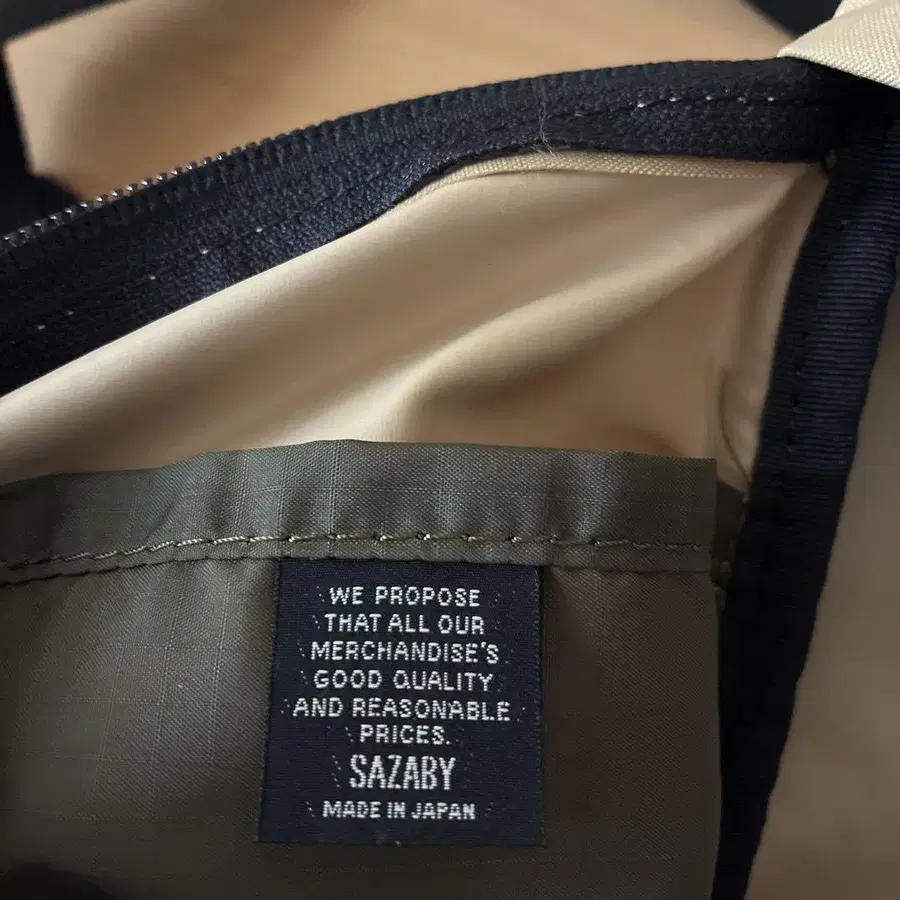 WE PROPOSE
THAT ALL OUR
MERCHANDISE'S
GOOD QUALITY
AND REASONABLE
PRICES.
SAZABY
MADE IN JAPAN